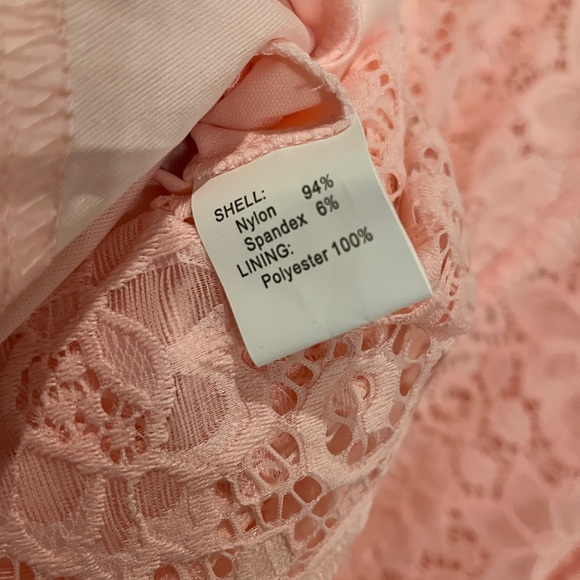 SHELL:
Nylon 94%
Spandex 6%
LINING:
Polyester 100%